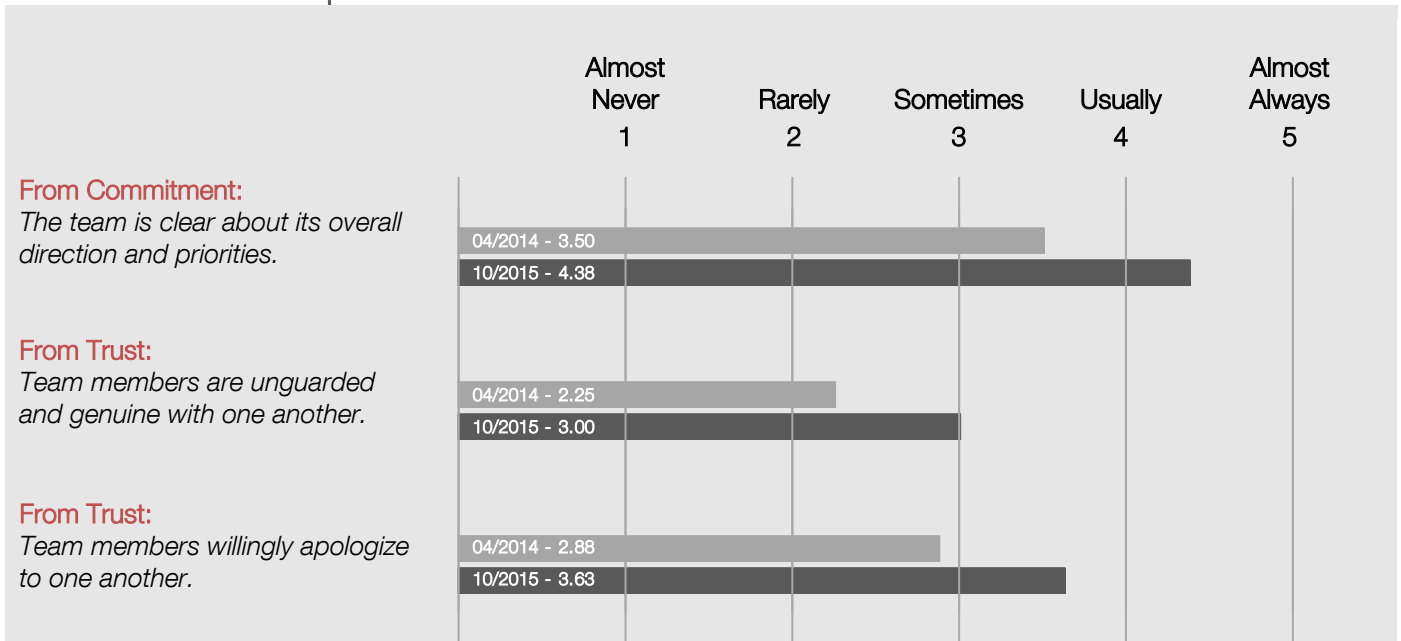 Almost
Never
1
Rarely
2
Sometimes
3
Usually
4
Almost
Always
5
From Commitment:
The team is clear about its overall
direction and priorities.
04/2014 - 3.50
10/2015 - 4.38
From Trust:
Team members are unguarded
and genuine with one another.
04/2014 - 2.25
10/2015 - 3.00
From Trust:
Team members willingly apologize
to one another.
04/2014 - 2.88
10/2015 - 3.63